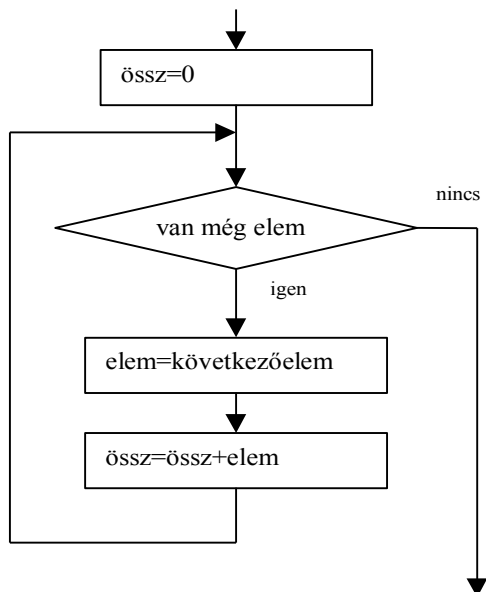 össz=0
nincs
van még elem
igen
elem=következőelem
össz=össz+elem